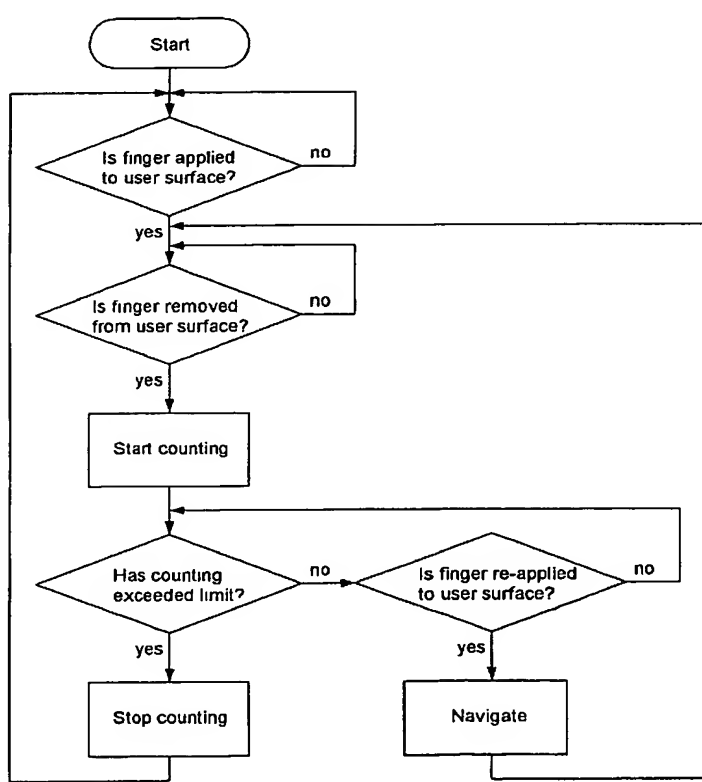 Start
Is finger applied
to user surface?
no
yes
Is finger removed
from user surface?
no
yes
Start counting
Has counting
exceeded limit?
no
Is finger re-applied
to user surface?
no
yes
yes
Stop counting
Navigate